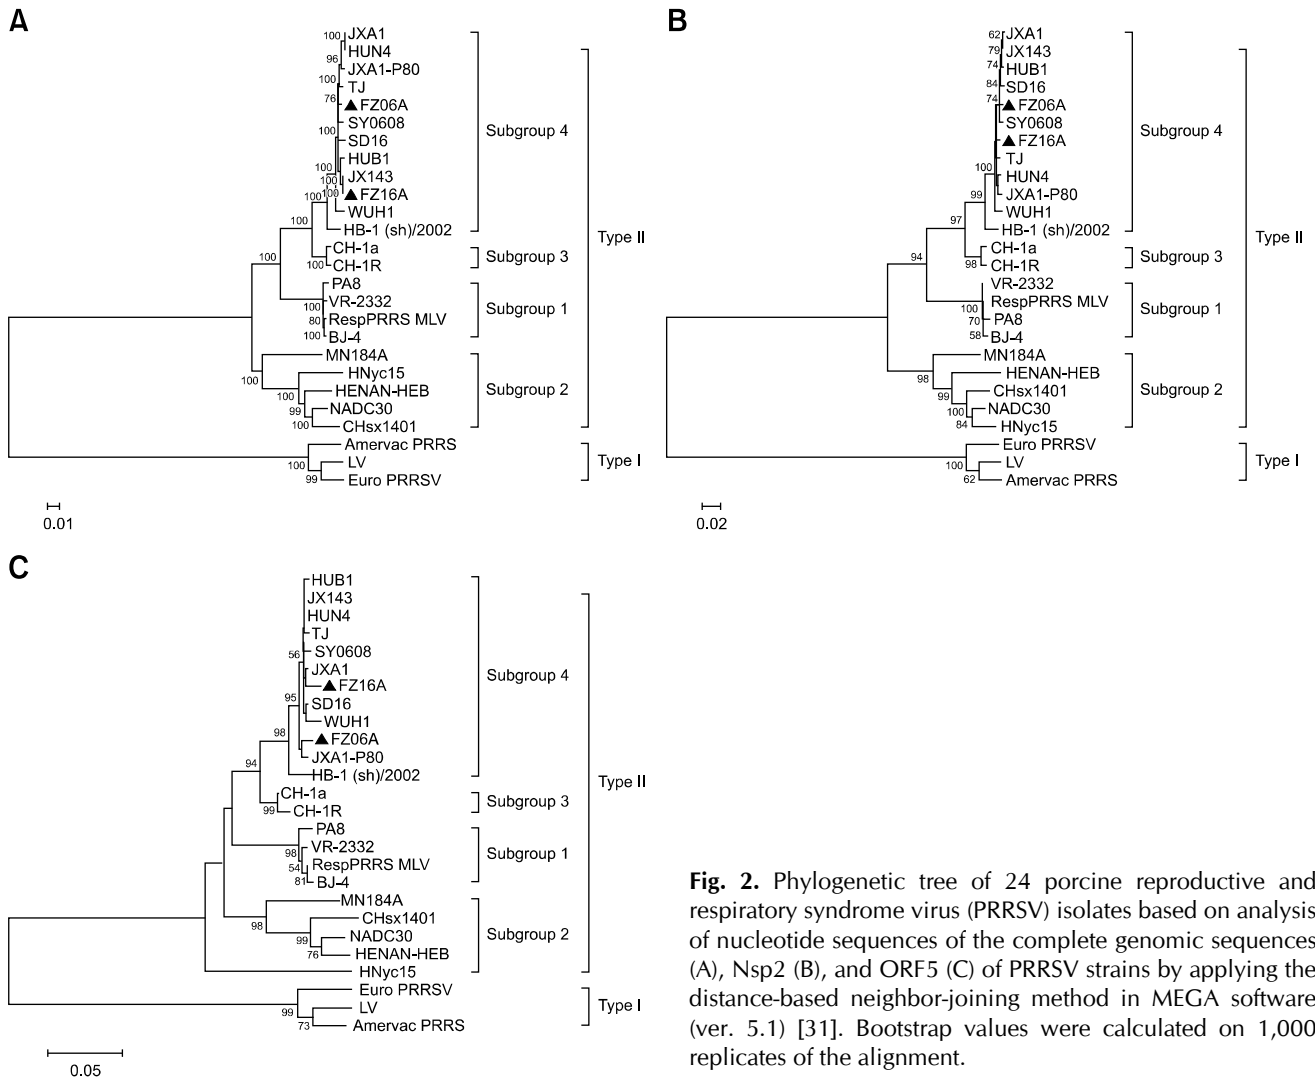 A
100
JXA1
HUN4
96
JXA1-P80
100
TJ
76
▲FZ06A
SY0608
100
SD16
HUB1
100
JX143
100
100
▲FZ16A
100
WUH1
HB-1 (sh)/2002
100
CH-1a
100
CH-1R
100
PA8
VR-2332
100
RespPRRS MLV
80
BJ-4
100
MN184A
100
HNyc15
100
HENAN-HEB
99
NADC30
100
CHsx1401
Amervac PRRS
100
LV
99
Euro PRRSV
Subgroup 4
Subgroup 3
Subgroup 1
Subgroup 2
Type II
Type I
0.01
B
62
JXA1
79
JX143
74
HUB1
84
SD16
74
▲FZ06A
SY0608
▲FZ16A
100
TJ
HUN4
99
JXA1-P80
WUH1
97
HB-1 (sh)/2002
CH-1a
98
CH-1R
94
VR-2332
100
RespPRRS MLV
70
PA8
58
BJ-4
MN184A
98
HENAN-HEB
99
CHsx1401
100
NADC30
84
HNyc15
Euro PRRSV
100
LV
62
Amervac PRRS
Subgroup 4
Subgroup 3
Subgroup 1
Subgroup 2
Type II
Type I
0.02
C
HUB1
JX143
HUN4
TJ
56
SY0608
JXA1
▲FZ16A
95
SD16
WUH1
98
▲FZ06A
JXA1-P80
94
HB-1 (sh)/2002
CH-1a
99
CH-1R
PA8
98
VR-2332
54
RespPRRS MLV
81
BJ-4
MN184A
98
CHsx1401
99
NADC30
76
HENAN-HEB
HNyc15
Euro PRRSV
99
LV
73
Amervac PRRS
Subgroup 4
Subgroup 3
Subgroup 1
Subgroup 2
Type II
Type I
0.05
Fig. 2. Phylogenetic tree of 24 porcine reproductive and
respiratory syndrome virus (PRRSV) isolates based on analysis
of nucleotide sequences of the complete genomic sequences
(A), Nsp2 (B), and ORF5 (C) of PRRSV strains by applying the
distance-based neighbor-joining method in MEGA software
(ver. 5.1) [31]. Bootstrap values were calculated on 1,000
replicates of the alignment.